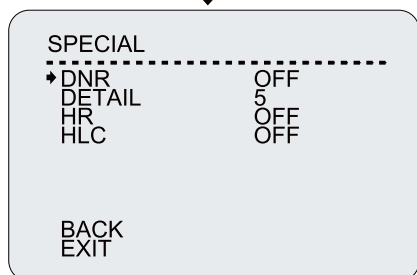 SPECIAL
DNR OFF
DETAIL 5
HR OFF
HLC OFF
BACK
EXIT